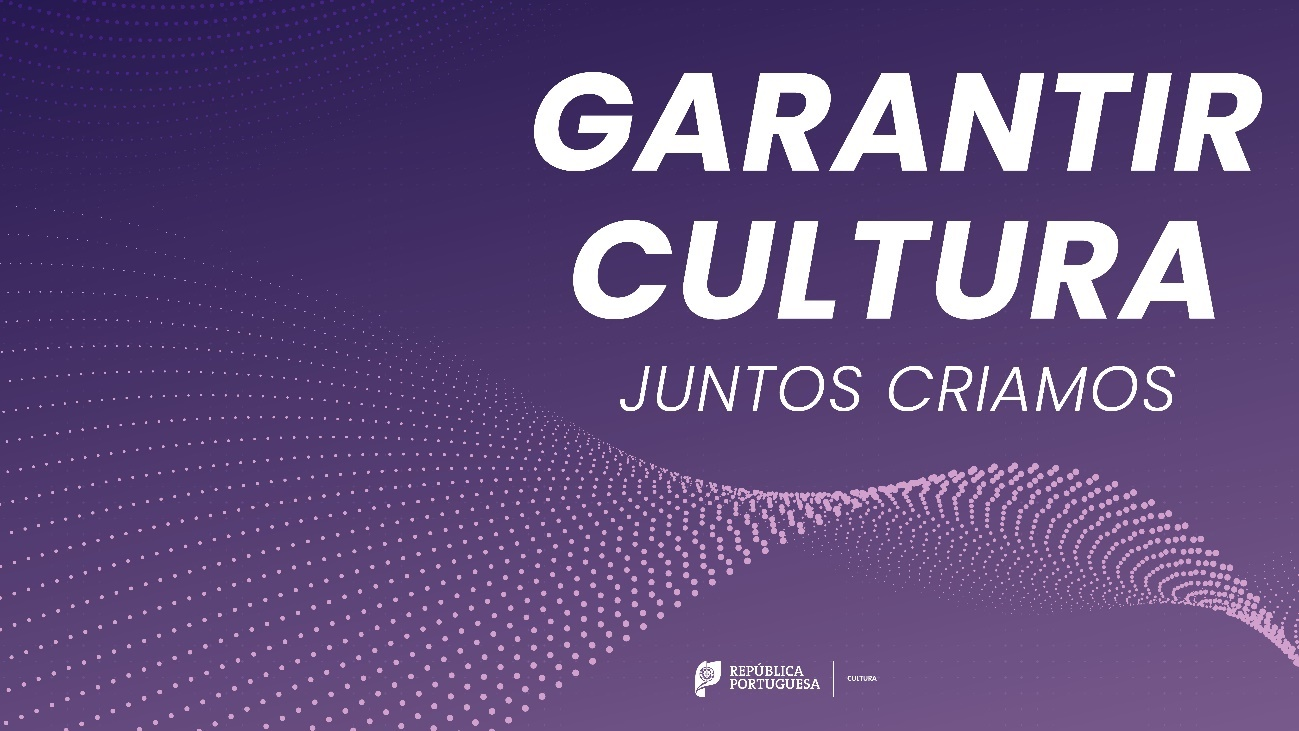 GARANTIR
CULTURA
JUNTOS CRIAMOS
REPÚBLICA
PORTUGUESA
CULTURA